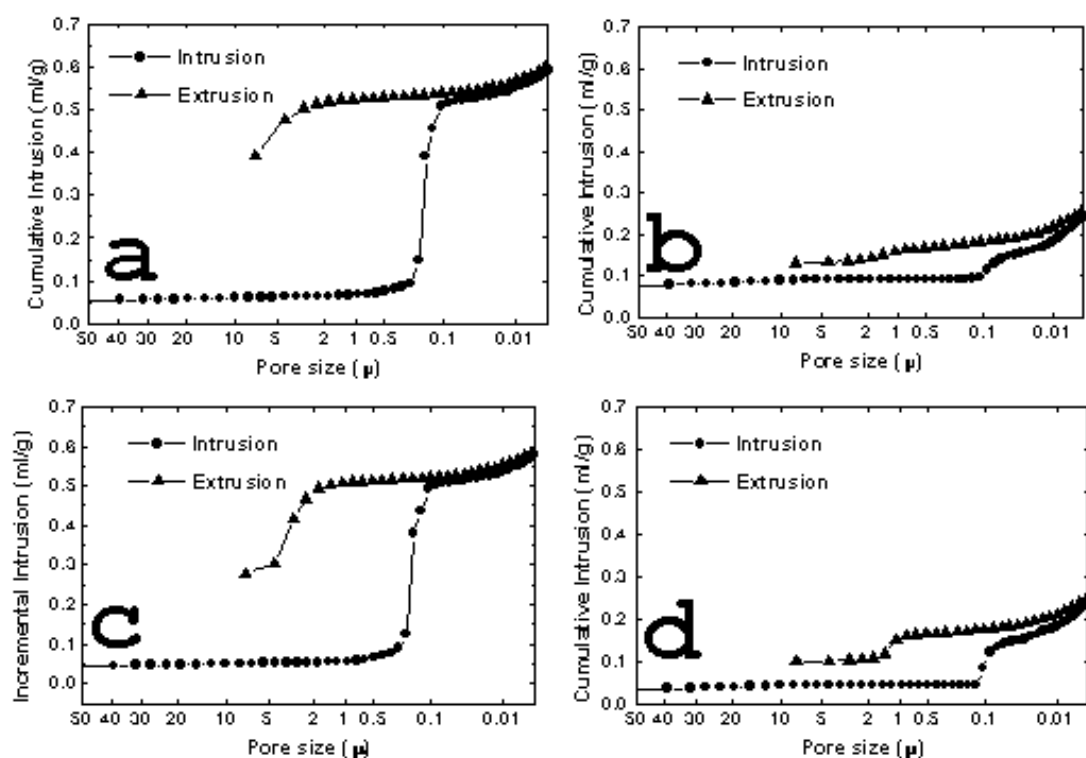 0.7
0.6
0.5
0.4
0.3
0.2
0.1
0.0
Cumulative Intrusion (ml/g)
Intrusion
Extrusion
a
50 40 30 20 10 5 2 1 0.5 0.1 0.01
Pore size (μ)
0.7
0.6
0.5
0.4
0.3
0.2
0.1
0.0
Cumulative Intrusion (ml/g)
Intrusion
Extrusion
b
50 40 30 20 10 5 1 0.5 0.1 0.01
Pore size (μ)
0.7
0.6
0.5
0.4
0.3
0.2
0.1
0.0
Incremental Intrusion (ml/g)
Intrusion
Extrusion
c
50 40 30 20 10 5 2 1 0.5 0.1 0.01
Pore size (μ)
0.7
0.6
0.5
0.4
0.3
0.2
0.1
0.0
Cumulative Intrusion (ml/g)
Intrusion
Extrusion
d
50 40 30 20 10 5 2 1 0.5 0.1 0.01
Pore size (μ)